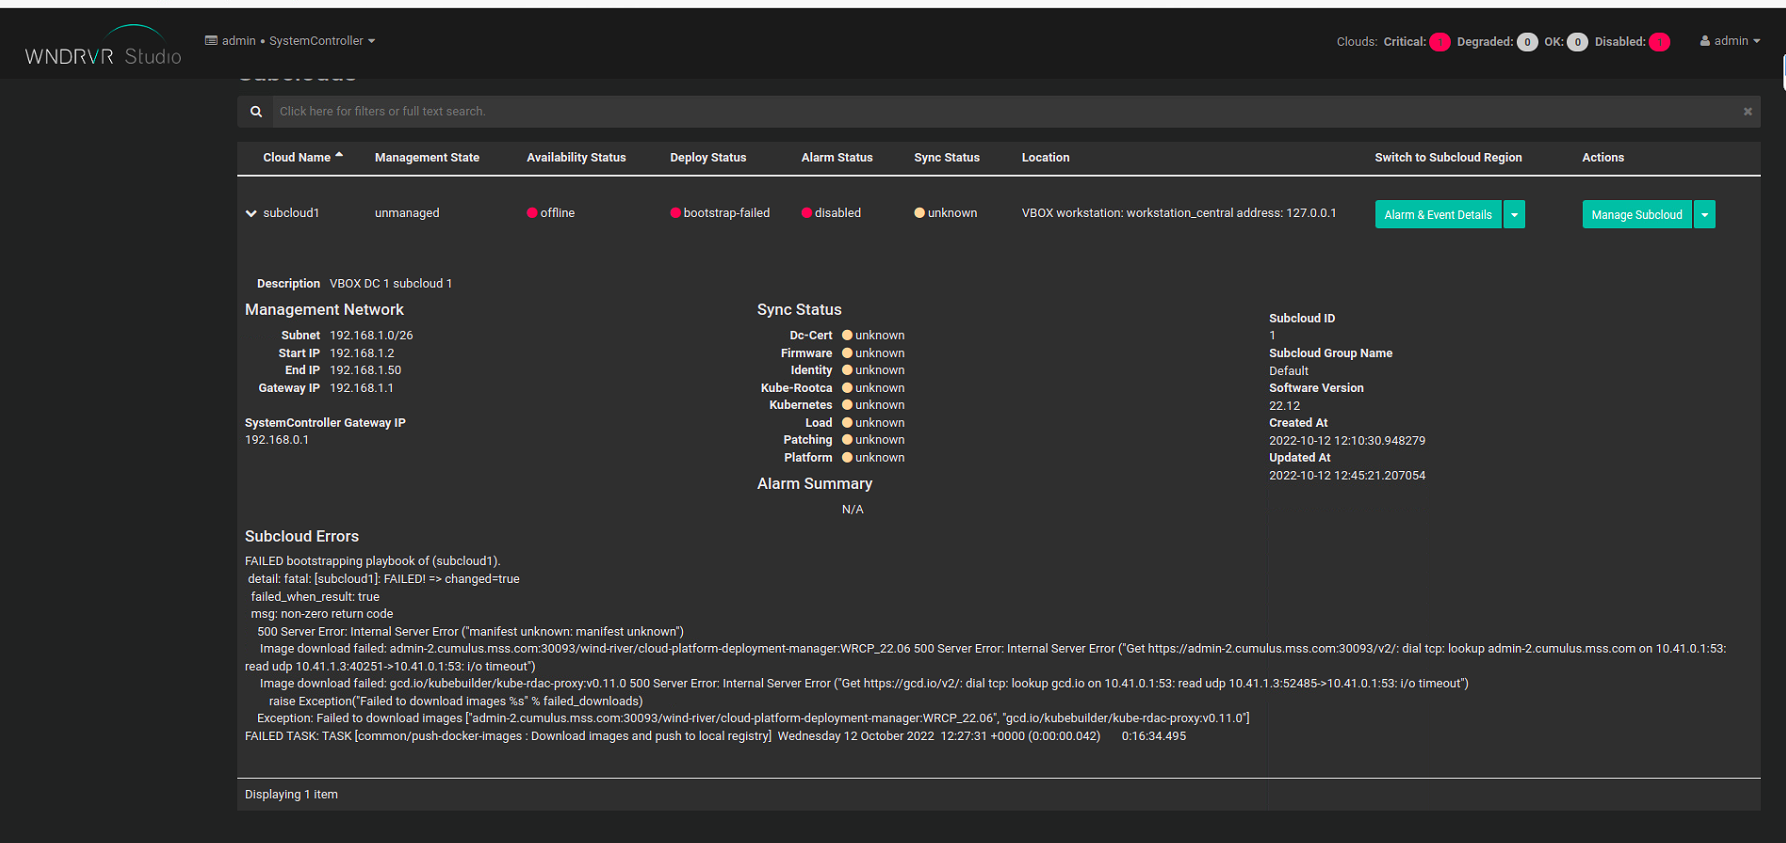 WNDRVR Studio
admin • SystemController
Clouds: Critical: 1 Degraded: 0 OK: 0 Disabled: 1
admin
Subclouds
Click here for filters or full text search.
Cloud Name Management State Availability Status Deploy Status Alarm Status Sync Status Location Switch to Subcloud Region Actions
subcloud1 unmanaged offline bootstrap-failed disabled unknown VBOX workstation: workstation_central address: 127.0.0.1 Alarm & Event Details Manage Subcloud
Description VBOX DC 1 subcloud 1
Management Network
Subnet 192.168.1.0/26
Start IP 192.168.1.2
End IP 192.168.1.50
Gateway IP 192.168.1.1
SystemController Gateway IP
192.168.0.1
Sync Status
Dc-Cert unknown
Firmware unknown
Identity unknown
Kube-Rootca unknown
Kubernetes unknown
Load unknown
Patching unknown
Platform unknown
Alarm Summary
N/A
Subcloud ID
1
Subcloud Group Name
Default
Software Version
22.12
Created At
2022-10-12 12:10:30.948279
Updated At
2022-10-12 12:45:21.207054
Subcloud Errors
FAILED bootstrapping playbook of (subcloud1).
detail: fatal: [subcloud1]: FAILED! => changed=true
failed_when_result: true
msg: non-zero return code
500 Server Error: Internal Server Error ("manifest unknown: manifest unknown")
Image download failed: admin-2.cumulus.mss.com:30093/wind-river/cloud-platform-deployment-manager:WRCP_22.06 500 Server Error: Internal Server Error ("Get https://admin-2.cumulus.mss.com:30093/v2/: dial tcp: lookup admin-2.cumulus.mss.com on 10.41.0.1:53:
read udp 10.41.1.3:40251->10.41.0.1:53: i/o timeout")
Image download failed: gcd.io/kubebuilder/kube-rdac-proxy:v0.11.0 500 Server Error: Internal Server Error ("Get https://gcd.io/v2/: dial tcp: lookup gcd.io on 10.41.0.1:53: read udp 10.41.1.3:52485->10.41.0.1:53: i/o timeout")
raise Exception("Failed to download images %s" % failed_downloads)
Exception: Failed to download images ["admin-2.cumulus.mss.com:30093/wind-river/cloud-platform-deployment-manager:WRCP_22.06", "gcd.io/kubebuilder/kube-rdac-proxy:v0.11.0"]
FAILED TASK: TASK [common/push-docker-images : Download images and push to local registry] Wednesday 12 October 2022 12:27:31 +0000 (0:00:00.042) 0:16:34.495
Displaying 1 item